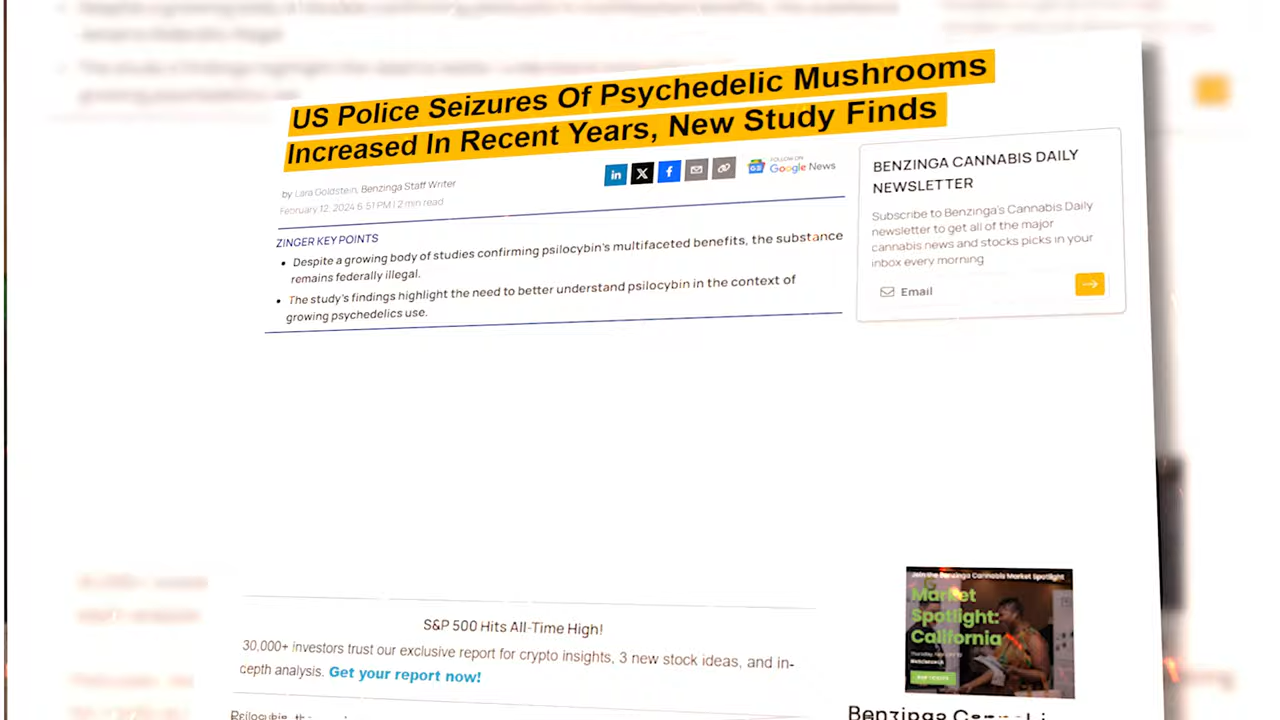 US Police Seizures Of Psychedelic Mushrooms
Increased In Recent Years, New Study Finds
by Lara Goldstein, Benzinga Staff Writer
February 12, 2024 6:51 PM | 2 min read
FOLLOW ON
Google News
ZINGER KEY POINTS
• Despite a growing body of studies confirming psilocybin's multifaceted benefits, the substance
remains federally illegal.
• The study's findings highlight the need to better understand psilocybin in the context of
growing psychedelics use.
BENZINGA CANNABIS DAILY
NEWSLETTER
Subscribe to Benzinga's Cannabis Daily
newsletter to get all of the major
cannabis news and stocks picks in your
inbox every morning
Email
S&P 500 Hits All-Time High!
30,000+ investors trust our exclusive report for crypto insights, 3 new stock ideas, and in-
cepth analysis. Get your report now!
Join the Benzinga Cannabis Market Spotlight
Market
Spotlight:
California